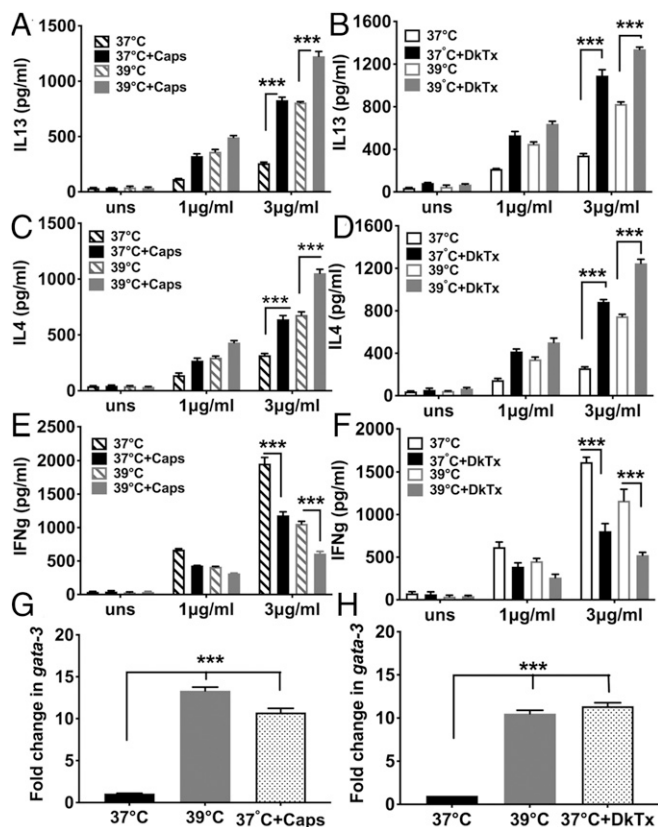 A
IL13 (pg/ml)
1500
1000
500
0
37°C
37°C+Caps
39°C
39°C+Caps
***
***
uns
1µg/ml
3µg/ml
B
IL13 (pg/ml)
1600
1200
800
400
0
37°C
37°C+DkTx
39°C
39°C+DkTx
***
***
uns
1µg/ml
3µg/ml
C
IL4 (pg/ml)
1500
1000
500
0
37°C
37°C+Caps
39°C
39°C+Caps
***
***
uns
1µg/ml
3µg/ml
D
IL4 (pg/ml)
1600
1200
800
400
0
37°C
37°C+DkTx
39°C
39°C+DkTx
***
***
uns
1µg/ml
3µg/ml
E
IFNg (pg/ml)
2500
2000
1500
1000
500
0
37°C
37°C+Caps
39°C
39°C+Caps
***
***
uns
1µg/ml
3µg/ml
F
IFNg (pg/ml)
2000
1500
1000
500
0
37°C
37°C+DkTx
39°C
39°C+DkTx
***
***
uns
1µg/ml
3µg/ml
G
Fold change in gata-3
20
15
10
5
0
***
37°C
39°C
37°C+Caps
H
Fold change in gata-3
20
15
10
5
0
***
37°C
39°C
37°C+DkTx